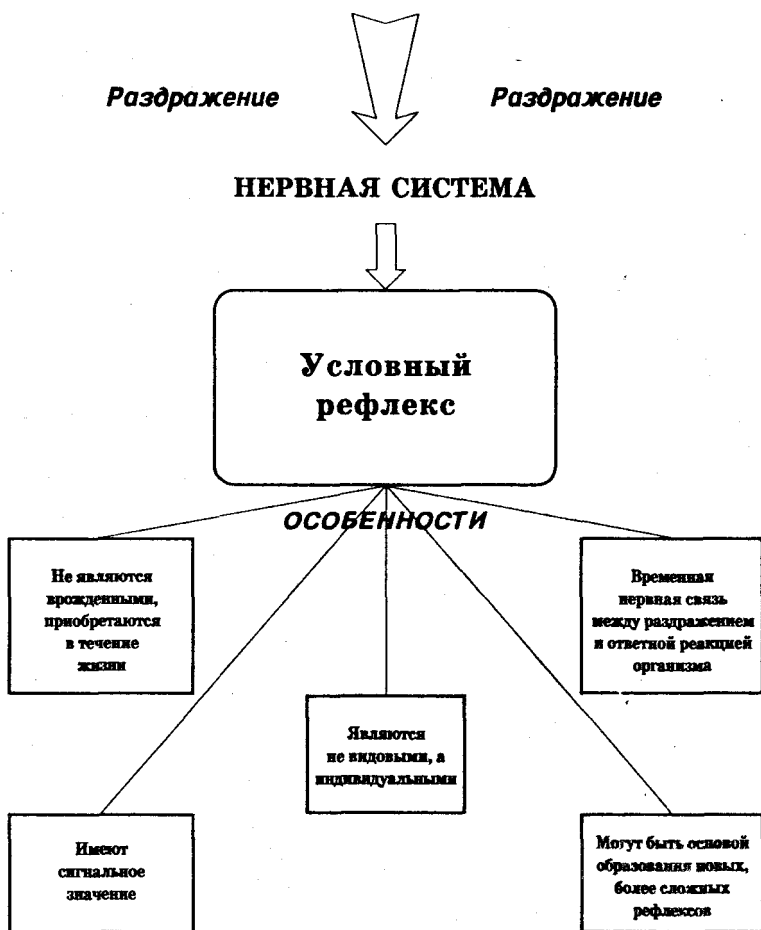 Раздражение
Раздражение
НЕРВНАЯ СИСТЕМА
Условный
рефлекс
ОСОБЕННОСТИ
Не являются
врожденными,
приобретаются
в течение
жизни
Временная
нервная связь
между раздражением
и ответной реакцией
организма
Являются
не видовыми, а
индивидуальными
Имеют
сигнальное
значение
Могут быть основой
образования новых,
более сложных
рефлексов